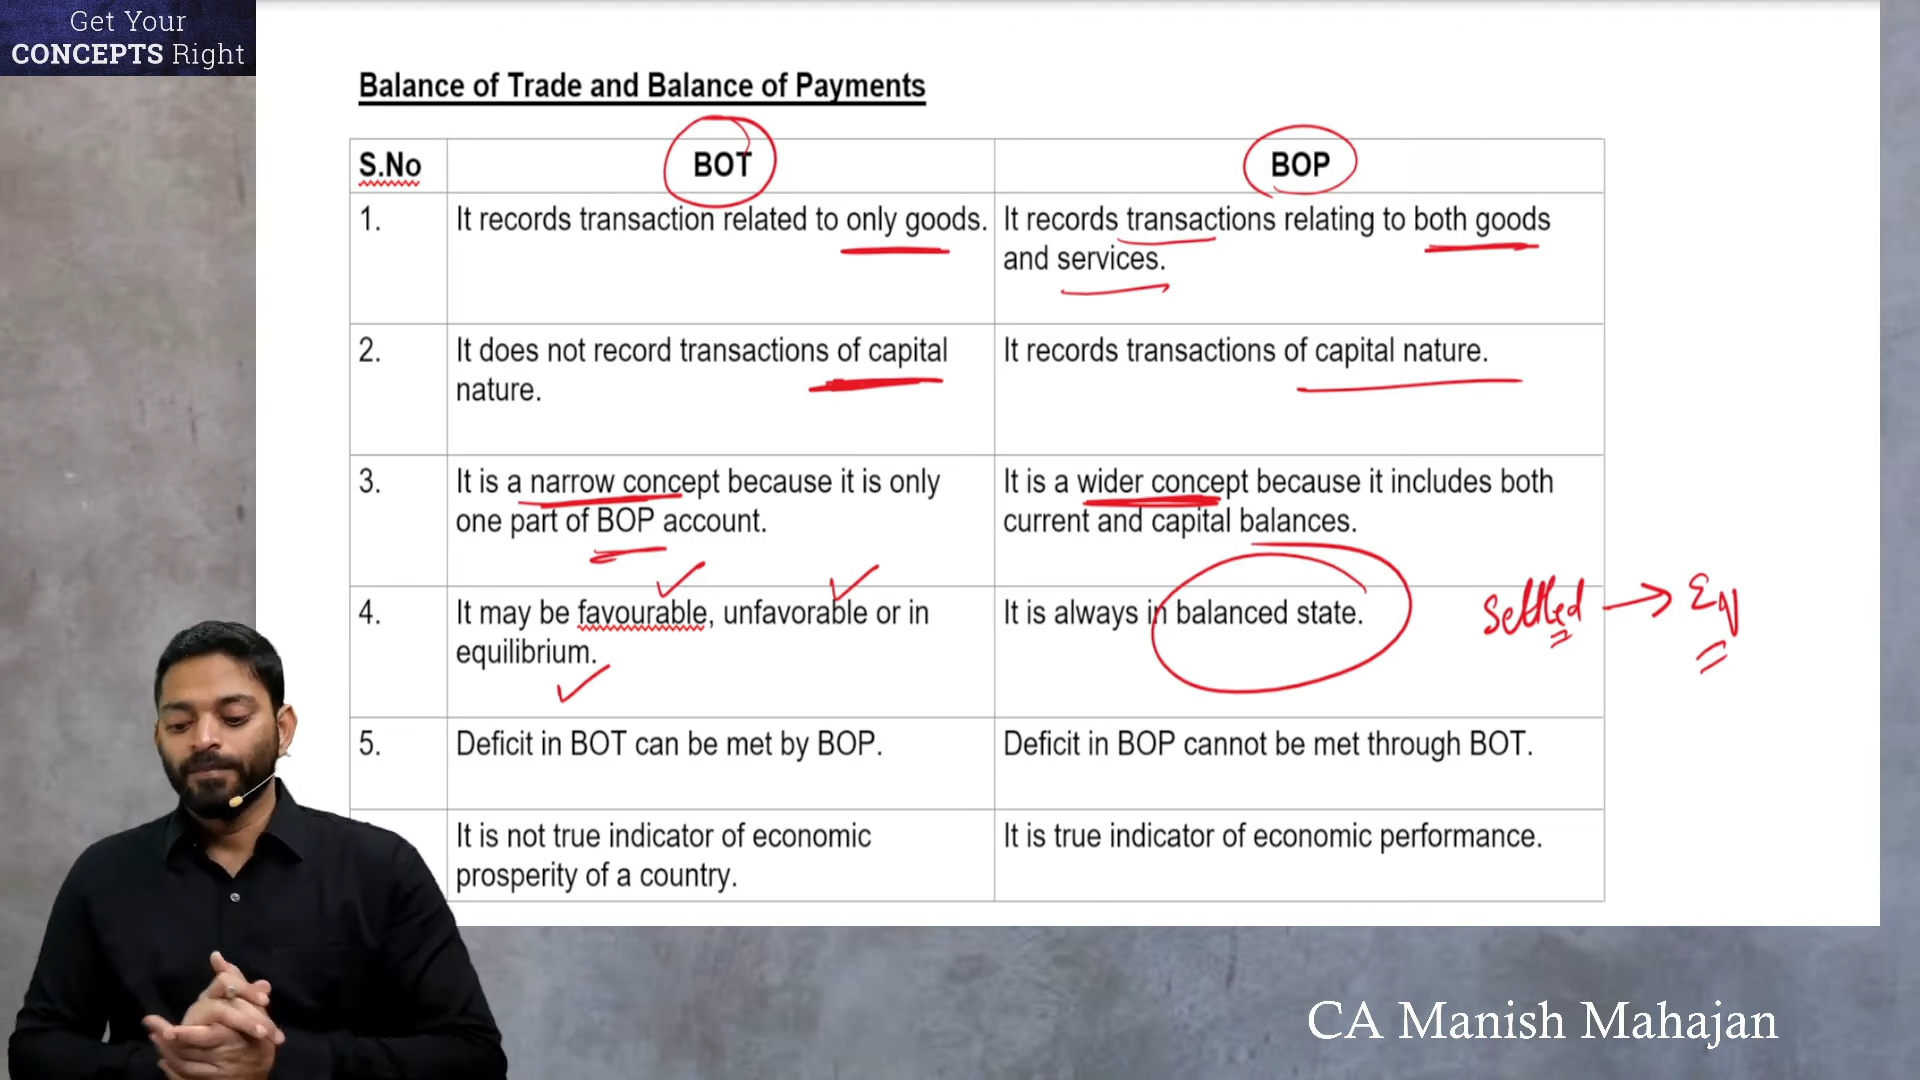 Get Your
CONCEPTS Right
Balance of Trade and Balance of Payments
S.No BOT BOP
1. It records transaction related to only goods. It records transactions relating to both goods
and services.
2. It does not record transactions of capital It records transactions of capital nature.
nature.
3. It is a narrow concept because it is only It is a wider concept because it includes both
one part of BOP account. current and capital balances.
4. It may be favourable, unfavorable or in It is always in balanced state. Settled → Eq
equilibrium.
5. Deficit in BOT can be met by BOP. Deficit in BOP cannot be met through BOT.
It is not true indicator of economic It is true indicator of economic performance.
prosperity of a country.
CA Manish Mahajan